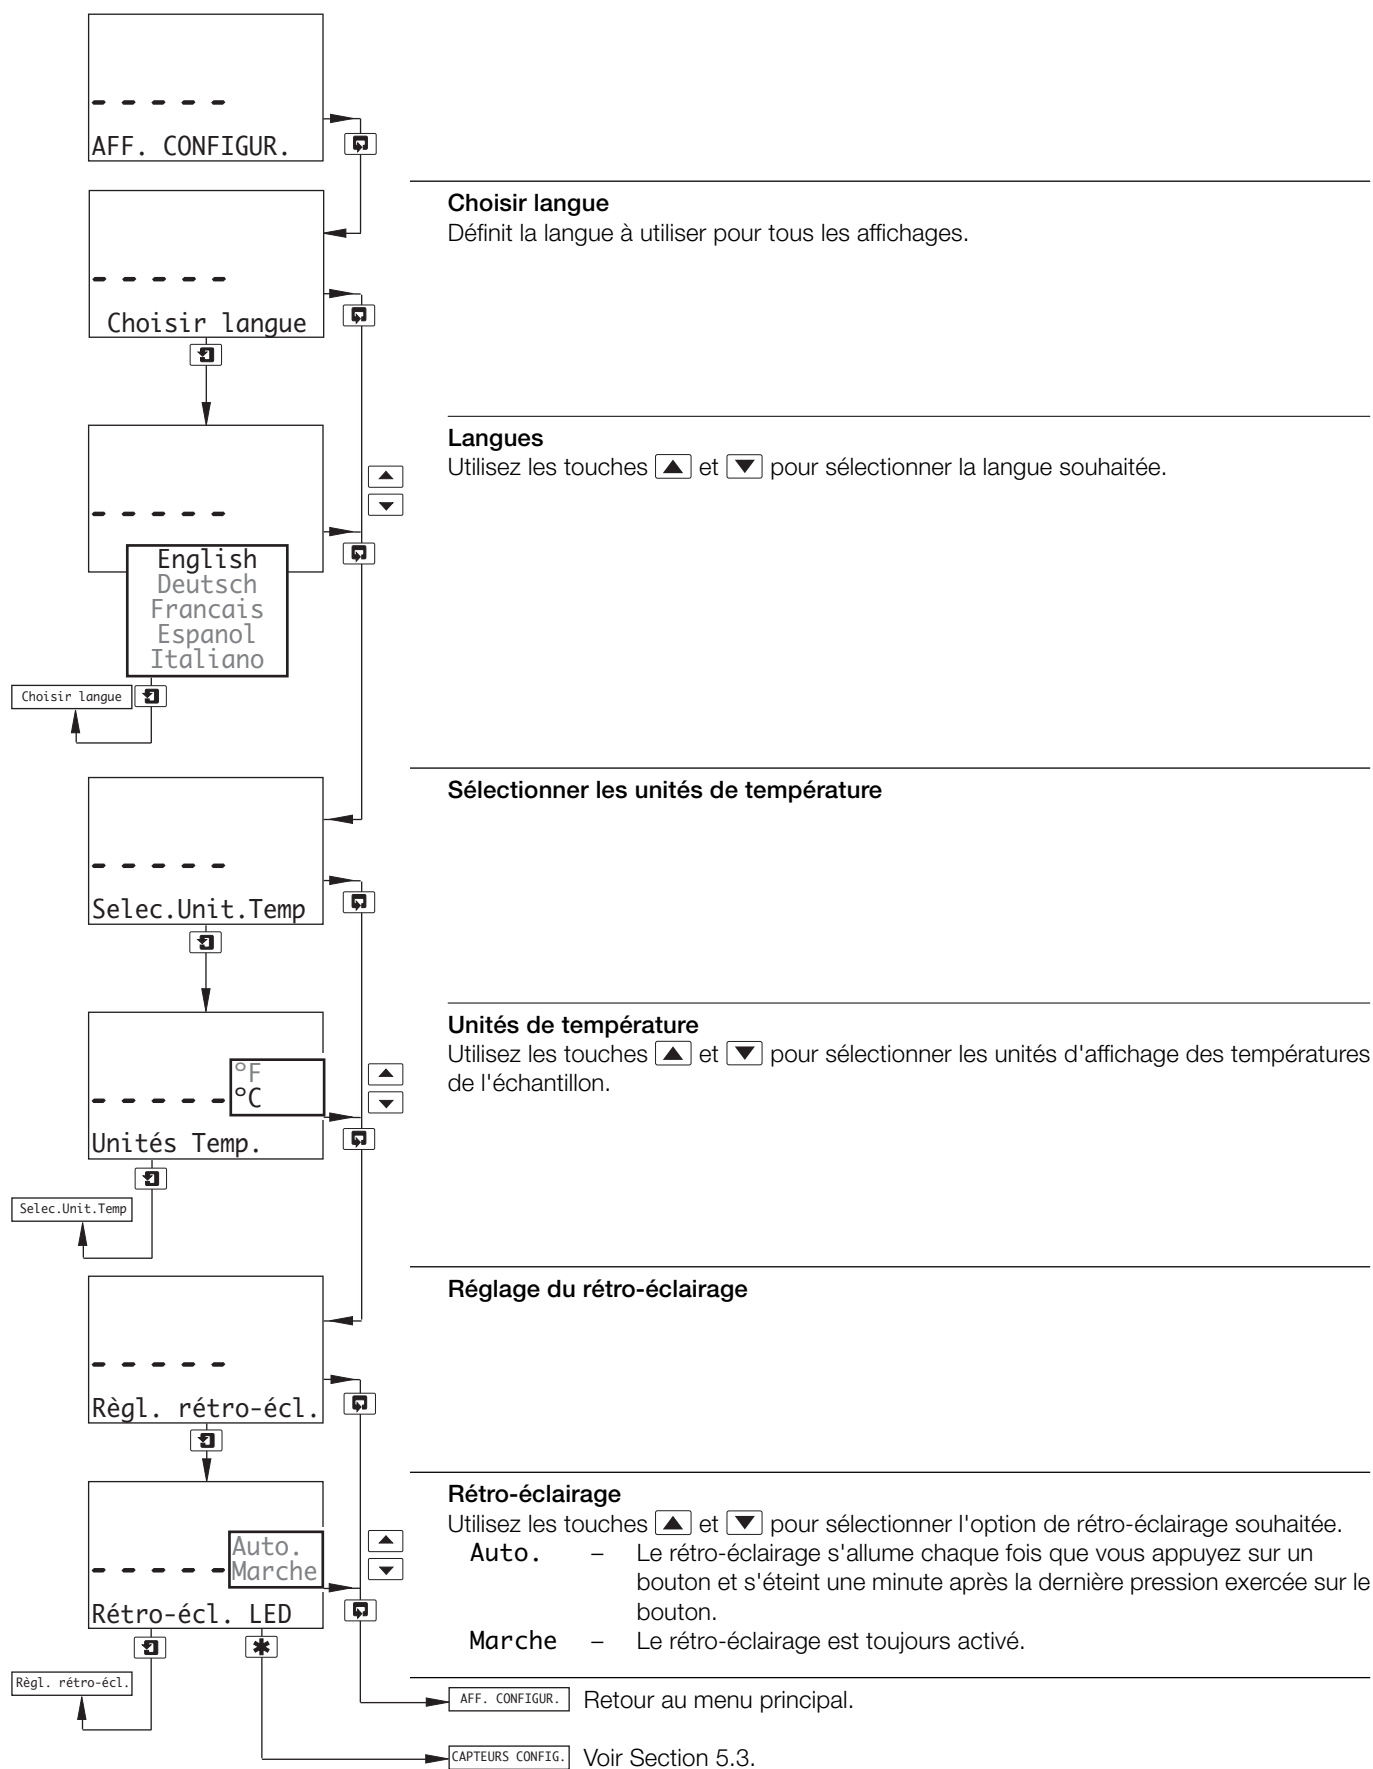 AFF. CONFIGUR.
Choisir langue
Définit la langue à utiliser pour tous les affichages.
Choisir langue
Langues
Utilisez les touches et pour sélectionner la langue souhaitée.
English
Deutsch
Francais
Espanol
Italiano
Choisir langue
Sélectionner les unités de température
Selec.Unit.Temp
Unités de température
Utilisez les touches et pour sélectionner les unités d'affichage des températures
de l'échantillon.
°F
°C
Unités Temp.
Selec.Unit.Temp
Réglage du rétro-éclairage
Règl. rétro-écl.
Rétro-éclairage
Utilisez les touches et pour sélectionner l'option de rétro-éclairage souhaitée.
Auto. – Le rétro-éclairage s'allume chaque fois que vous appuyez sur un
bouton et s'éteint une minute après la dernière pression exercée sur le
bouton.
Marche – Le rétro-éclairage est toujours activé.
Auto.
Marche
Rétro-écl. LED
Règl. rétro-écl.
AFF. CONFIGUR. Retour au menu principal.
CAPTEURS CONFIG. Voir Section 5.3.